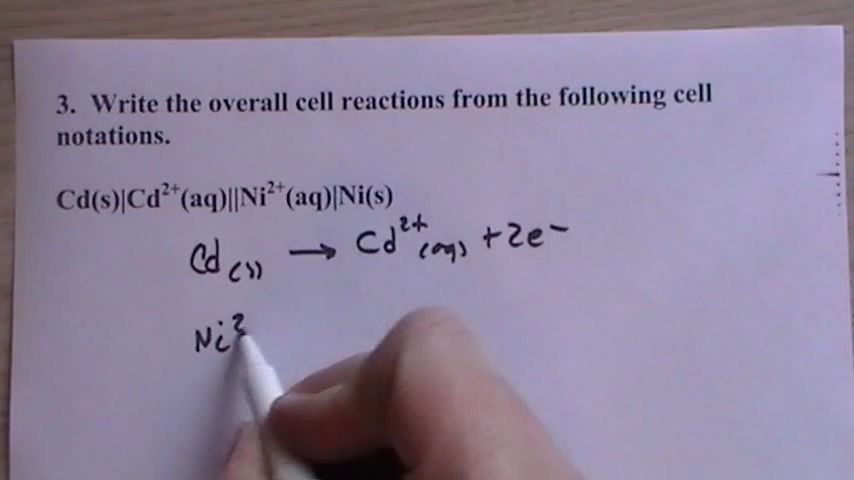 3. Write the overall cell reactions from the following cell
notations.
Cd(s)|Cd²⁺(aq)||Ni²⁺(aq)|Ni(s)
Cd(s) → Cd²⁺(aq) + 2e⁻
Ni²